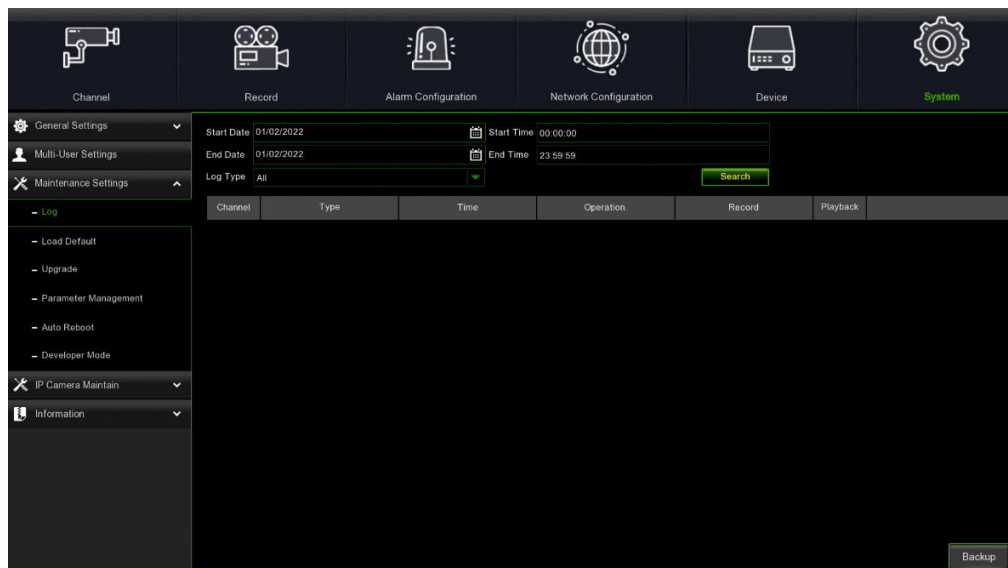 Channel Record Alarm Configuration Network Configuration Device System
General Settings
Multi-User Settings
Maintenance Settings
Log
Load Default
Upgrade
Parameter Management
Auto Reboot
Developer Mode
IP Camera Maintain
Information
Start Date 01/02/2022 Start Time 00:00:00
End Date 01/02/2022 End Time 23:59:59
Log Type All Search
Channel Type Time Operation. Record Playback
Backup